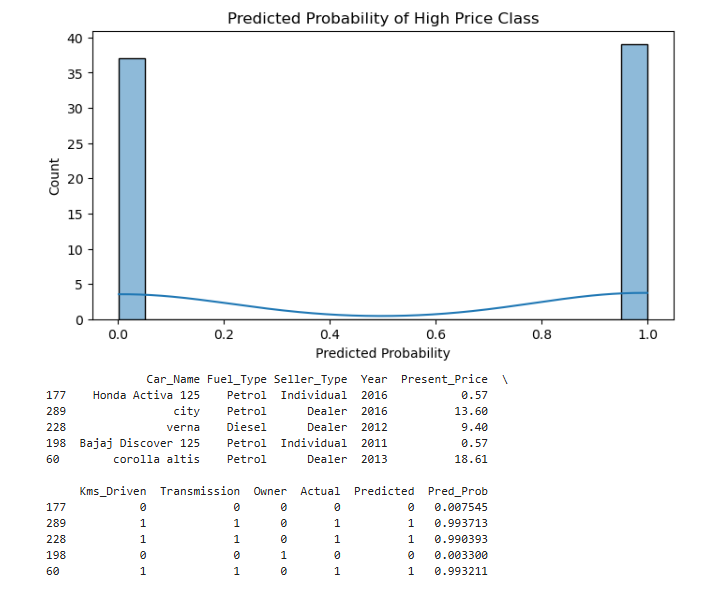 Predicted Probability of High Price Class
40
35
30
25
20
15
10
5
0
Count
0.0 0.2 0.4 0.6 0.8 1.0
Predicted Probability
Car_Name Fuel_Type Seller_Type Year Present_Price \
177 Honda Activa 125 Petrol Individual 2016 0.57
289 city Petrol Dealer 2016 13.60
228 verna Diesel Dealer 2012 9.40
198 Bajaj Discover 125 Petrol Individual 2011 0.57
60 corolla altis Petrol Dealer 2013 18.61
Kms_Driven Transmission Owner Actual Predicted Pred_Prob
177 0 0 0 0 0 0.007545
289 1 1 0 1 1 0.993713
228 1 1 0 1 1 0.990393
198 0 0 1 0 0 0.003300
60 1 1 0 1 1 0.993211